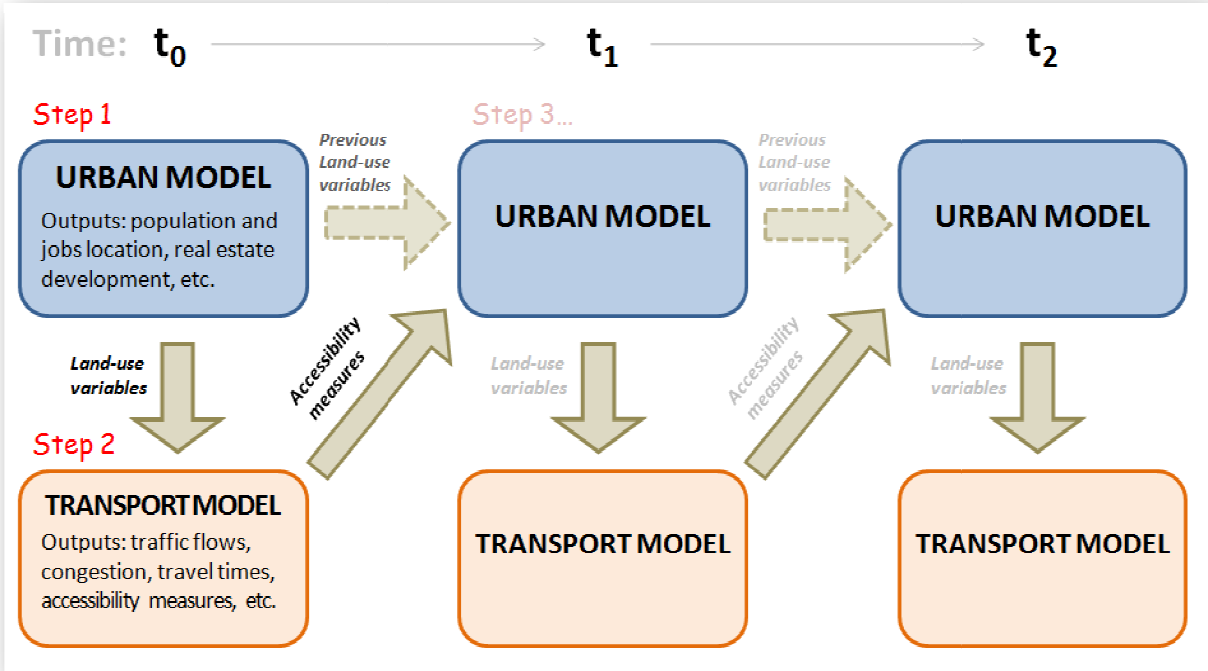 Time: t0 t1 t2
Step 1
Step 3...
URBAN MODEL
Outputs: population and
jobs location, real estate
development, etc.
Previous
Land-use
variables
URBAN MODEL
Previous
Land-use
variables
URBAN MODEL
Land-use
variables
Accessibility
measures
Land-use
variables
Accessibility
measures
Land-use
variables
Step 2
TRANSPORT MODEL
Outputs: traffic flows,
congestion, travel times,
accessibility measures, etc.
TRANSPORT MODEL
TRANSPORT MODEL